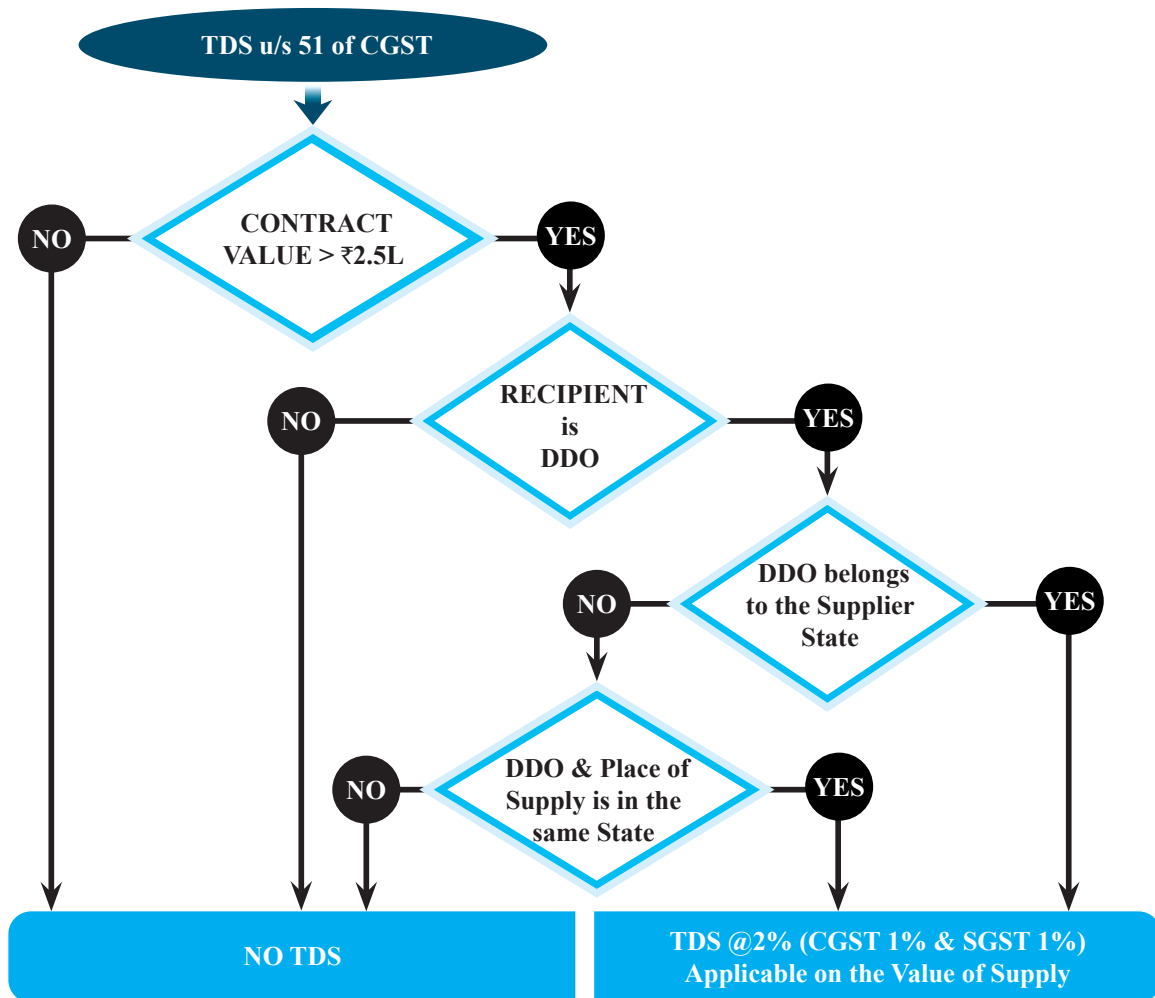 TDS u/s 51 of CGST
CONTRACT
VALUE > ₹2.5L
NO
YES
RECIPIENT
is
DDO
NO
YES
DDO belongs
to the Supplier
State
NO
YES
DDO & Place of
Supply is in the
same State
NO
YES
NO TDS
TDS @2% (CGST 1% & SGST 1%)
Applicable on the Value of Supply